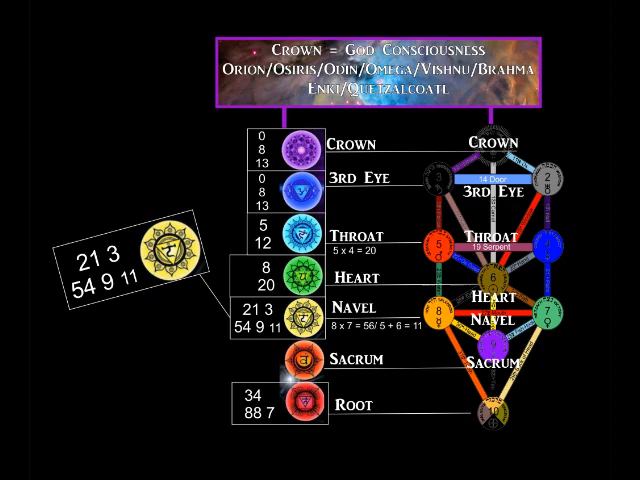 Crown = God Consciousness
Orion/Osiris/Odin/Omega/Vishnu/Brahma
Enki/Quetzalcoatl
0
8
13
Crown
Crown
0
8
13
3rd Eye
3
14 Door
2
3rd Eye
5
12
Throat
5 x 4 = 20
5
Throat
19 Serpent
4
8
20
Heart
6
Heart
21 3
54 9 11
21 3
54 9 11
Navel
8 x 7 = 56/ 5 + 6 = 11
8
Navel
7
Sacrum
9
Sacrum
34
88 7
Root
10